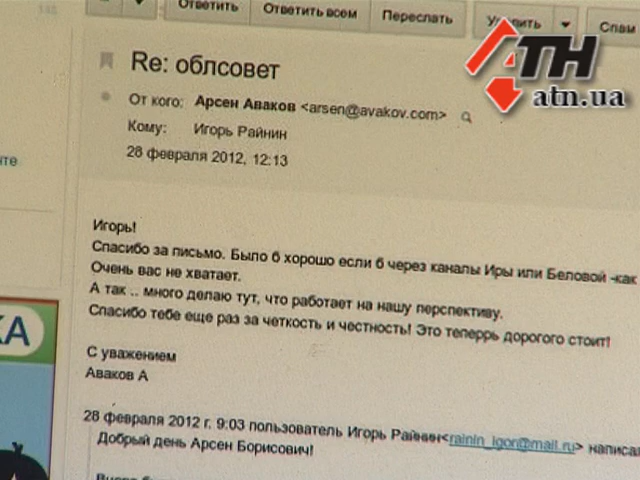 Ответить
Ответить всем
Переслать
Удалить
Спам
АТН
atn.ua
Re: облсовет
От кого: Арсен Аваков <arsen@avakov.com>
Кому: Игорь Райнин
28 февраля 2012, 12:13
Игорь!
Спасибо за письмо. Было б хорошо если б через каналы Иры или Беловой -как
Очень вас не хватает.
А так .. много делаю тут, что работает на нашу перспективу.
Спасибо тебе еще раз за четкость и честность! Это теперрь дорогого стоит!
С уважением
Аваков А
28 февраля 2012 г. 9:03 пользователь Игорь Райнин<rainin_igor@mail.ru> написал
Добрый день Арсен Борисович!